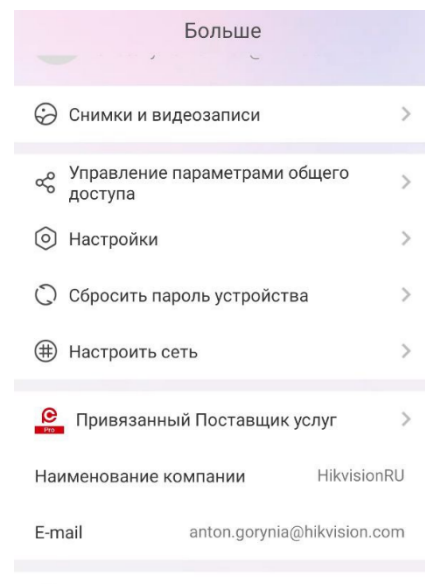 Больше
Снимки и видеозаписи
Управление параметрами общего
доступа
Настройки
Сбросить пароль устройства
Настроить сеть
Pro
Привязанный Поставщик услуг
Наименование компании HikvisionRU
E-mail anton.gorynia@hikvision.com